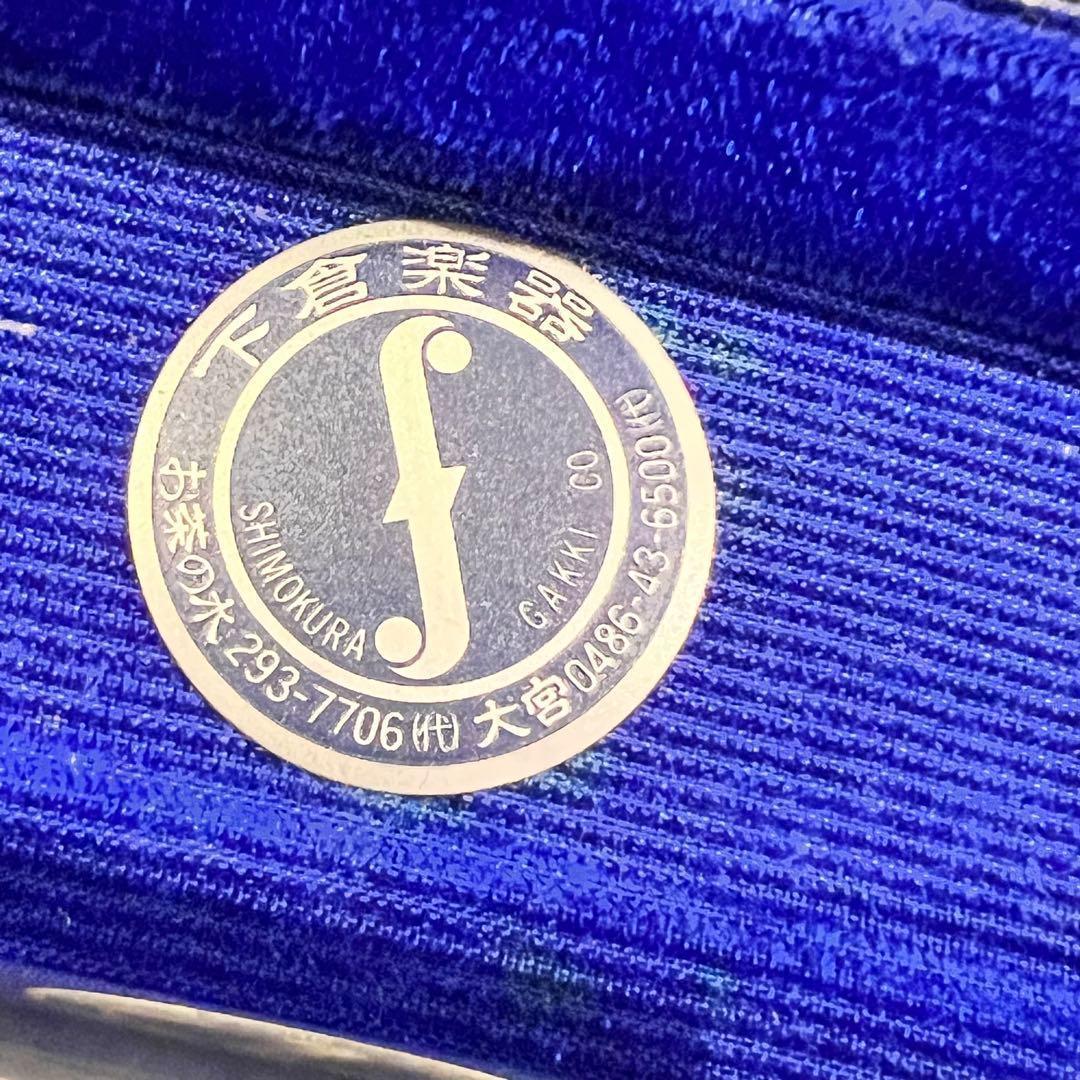 下倉楽器
SHIMOKURA GAKKI CO
お茶の水 293-7706(代) 大宮 0486-43-6500(代)